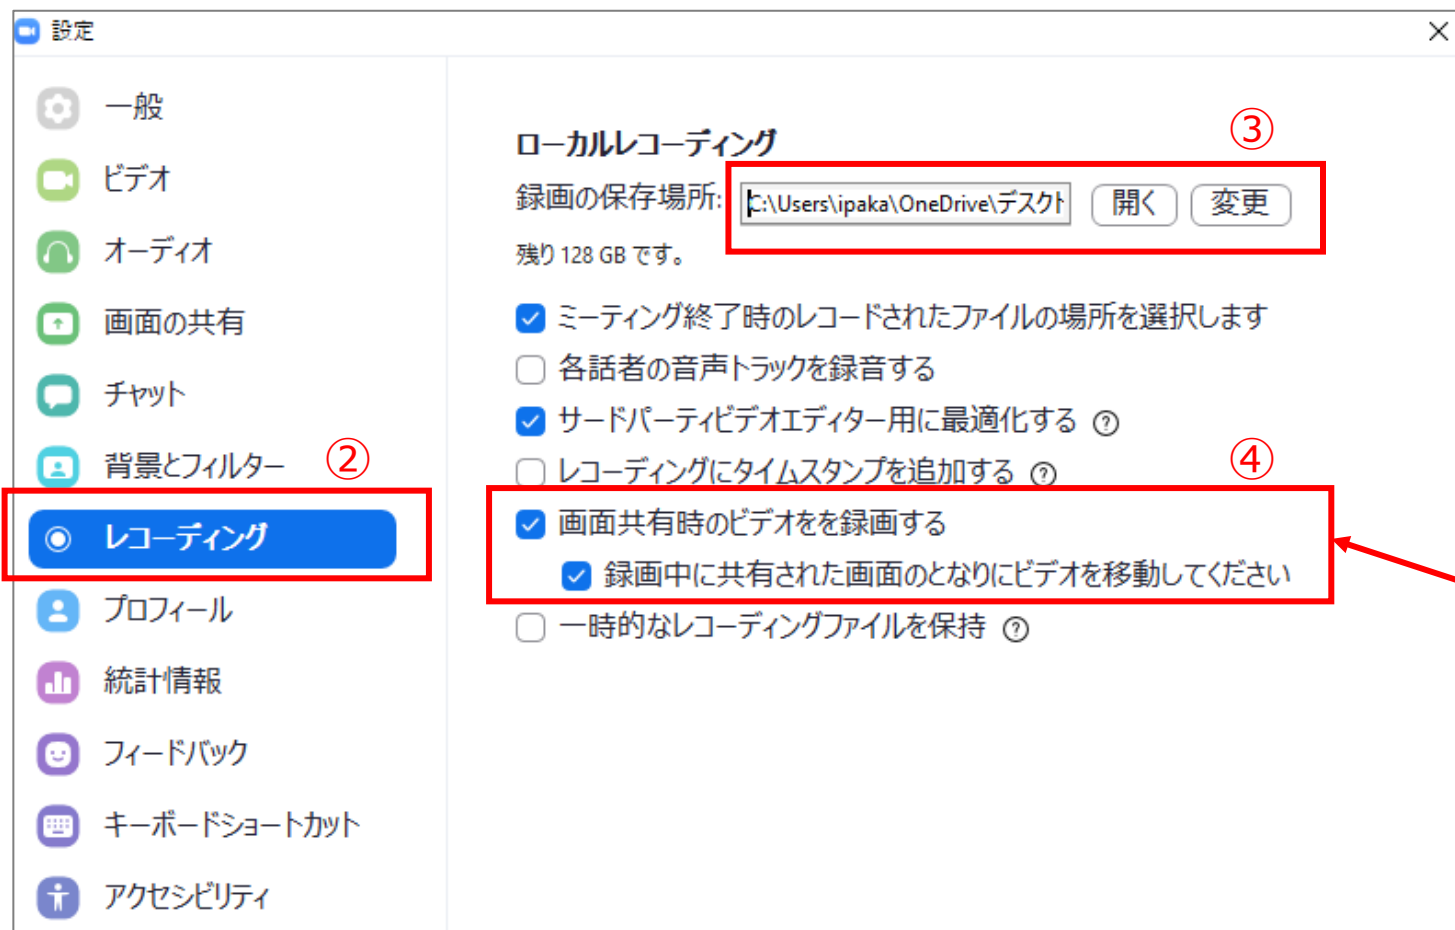 設定
一般
ビデオ
オーディオ
画面の共有
チャット
背景とフィルター
②
レコーディング
プロフィール
統計情報
フィードバック
キーボードショートカット
アクセシビリティ
ローカルレコーディング
③
録画の保存場所: C:\Users\ipaka\OneDrive\デスクト 開く 変更
残り 128 GB です。
ミーティング終了時のレコードされたファイルの場所を選択します
各話者の音声トラックを録音する
サードパーティビデオエディター用に最適化する ?
レコーディングにタイムスタンプを追加する ?
④
画面共有時のビデオをを録画する
録画中に共有された画面のとなりにビデオを移動してください
一時的なレコーディングファイルを保持 ?